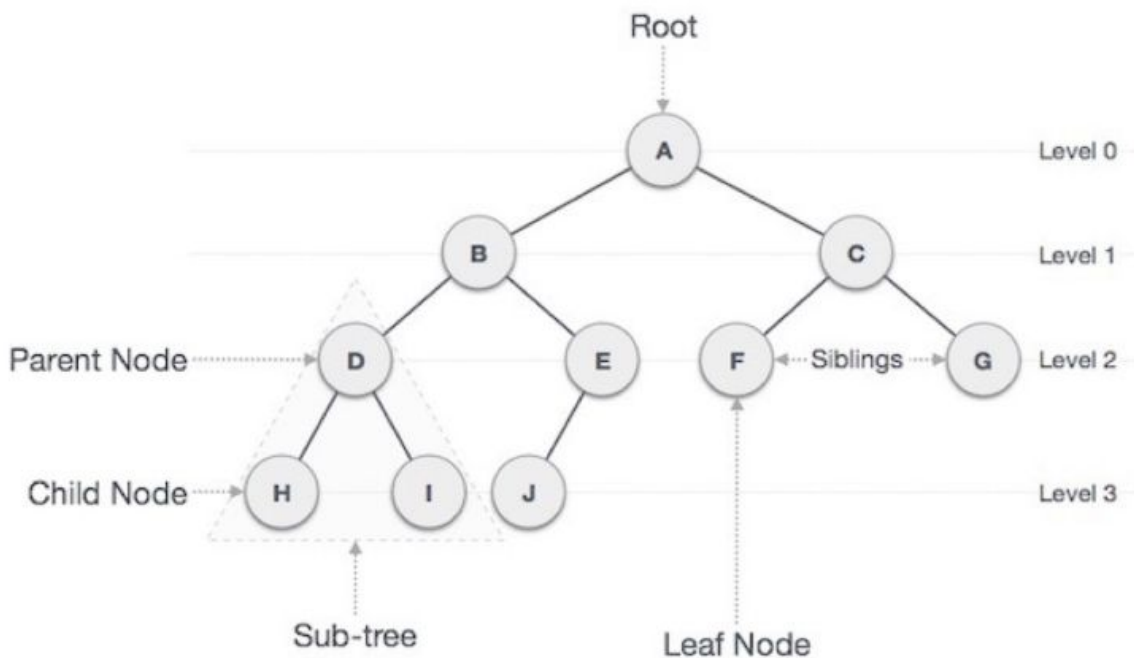 Root
A
Level 0
B
C
Level 1
Parent Node
D
E
F
Siblings
G
Level 2
Child Node
H
I
J
Level 3
Sub-tree
Leaf Node